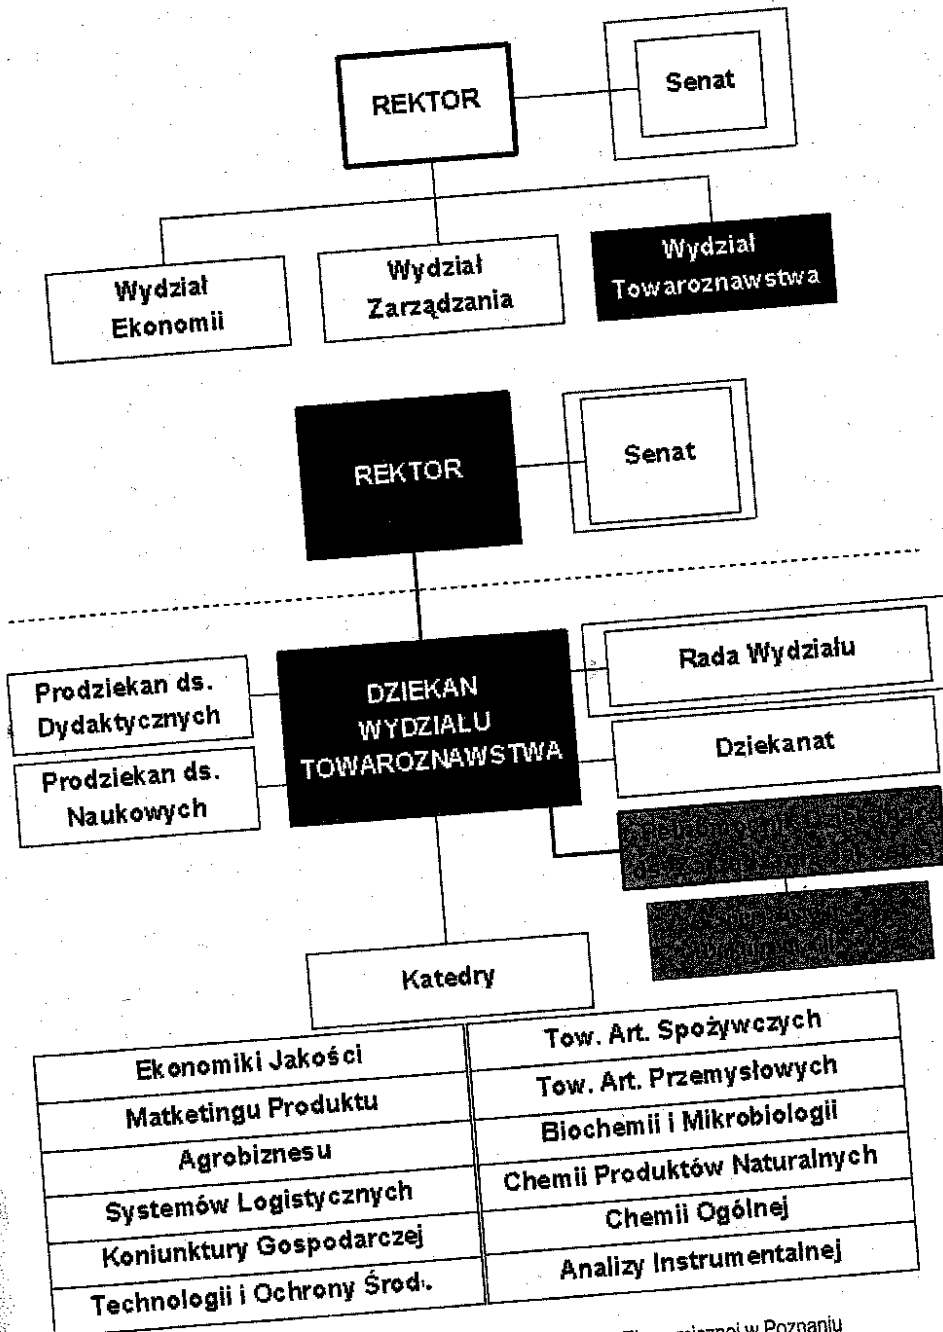 REKTOR
Senat
Wydział
Ekonomii
Wydział
Zarządzania
Wydział
Towaroznawstwa
REKTOR
Senat
Prodziekan ds.
Dydaktycznych
Prodziekan ds.
Naukowych
DZIEKAN
WYDZIALU
TOWAROZNAWSTWA
Rada Wydziału
Dziekanat
Katedry
Ekonomiki Jakości
Matketingu Produktu
Agrobiznesu
Systemów Logistycznych
Koniunktury Gospodarczej
Technologii i Ochrony Środ.
Tow. Art. Spożywczych
Tow. Art. Przemysłowych
Biochemii i Mikrobiologii
Chemii Produktów Naturalnych
Chemii Ogólnej
Analizy Instrumentalnej
w Poznaniu